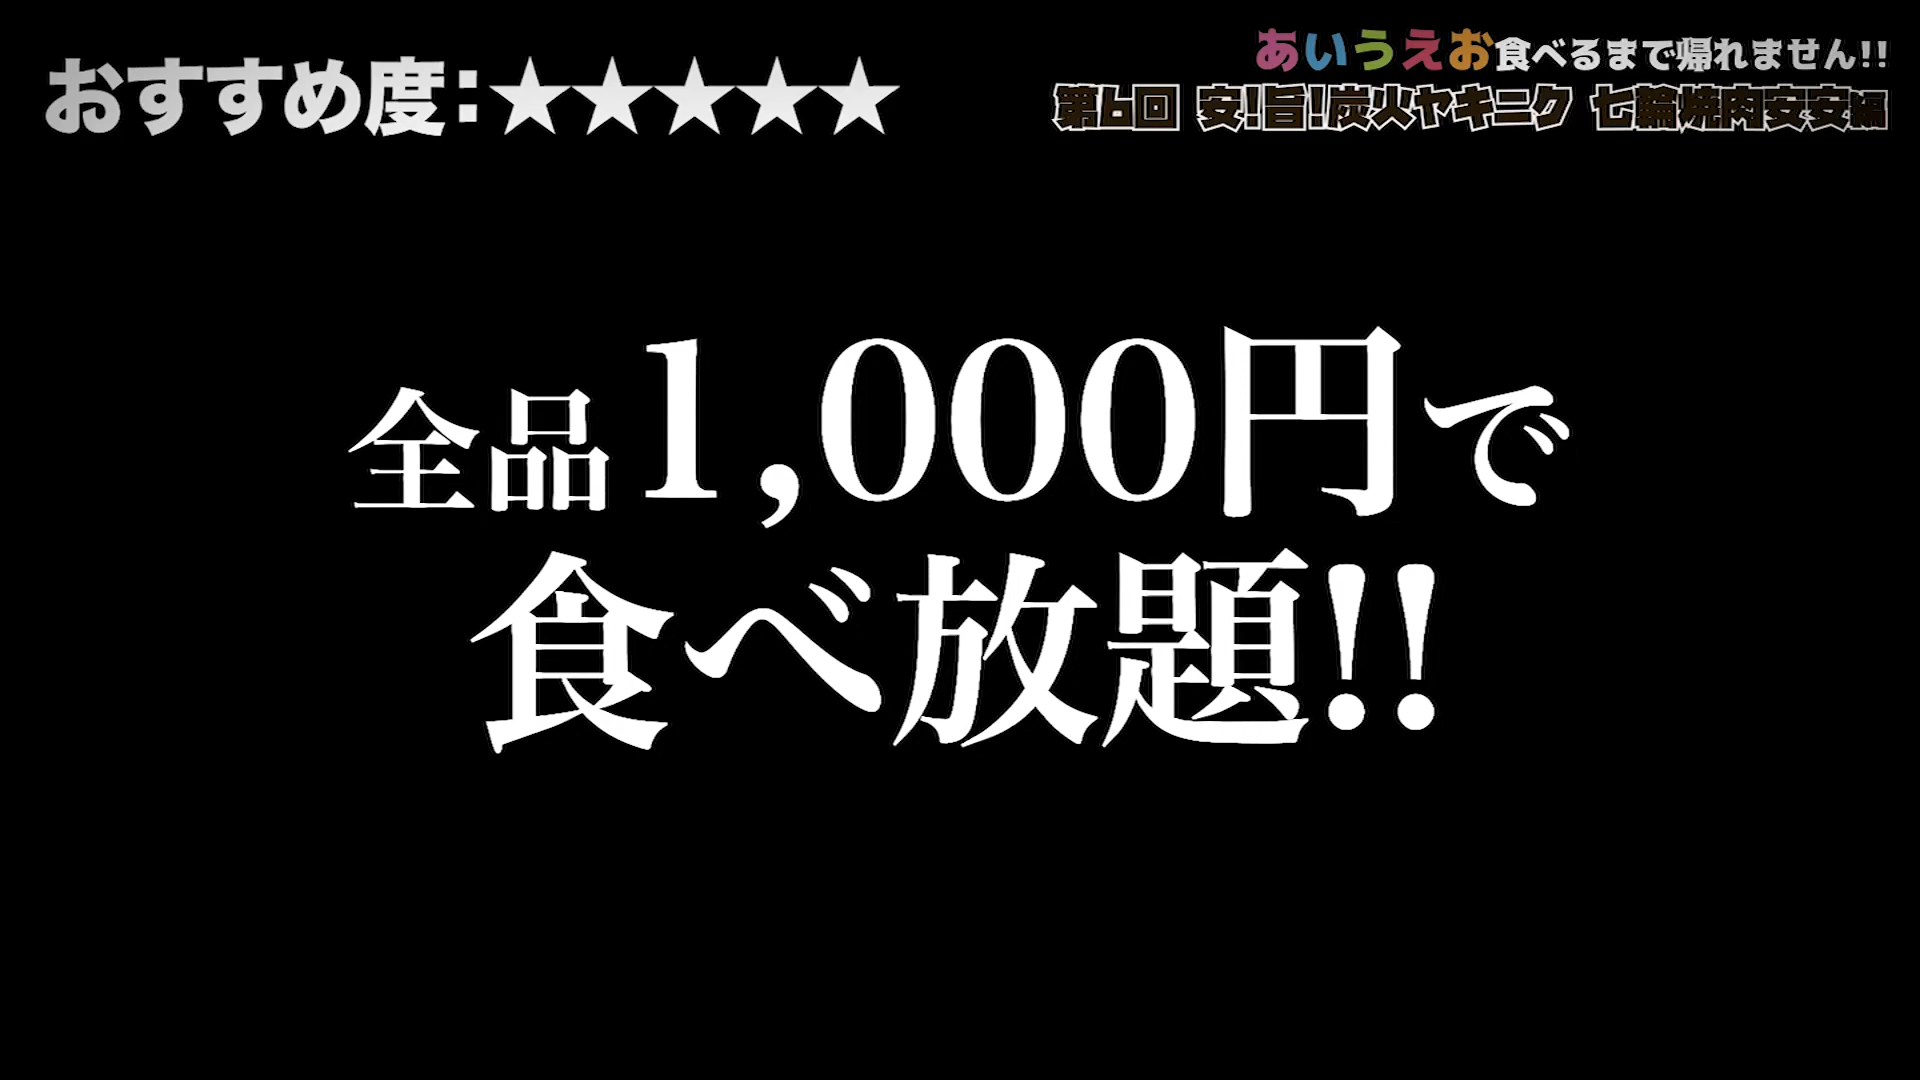 おすすめ度:★★★★★
あいうえお食べるまで帰れません!!
第6回 安!旨!炭火ヤキニク 七輪焼肉安安編
全品1,000円で
食べ放題!!